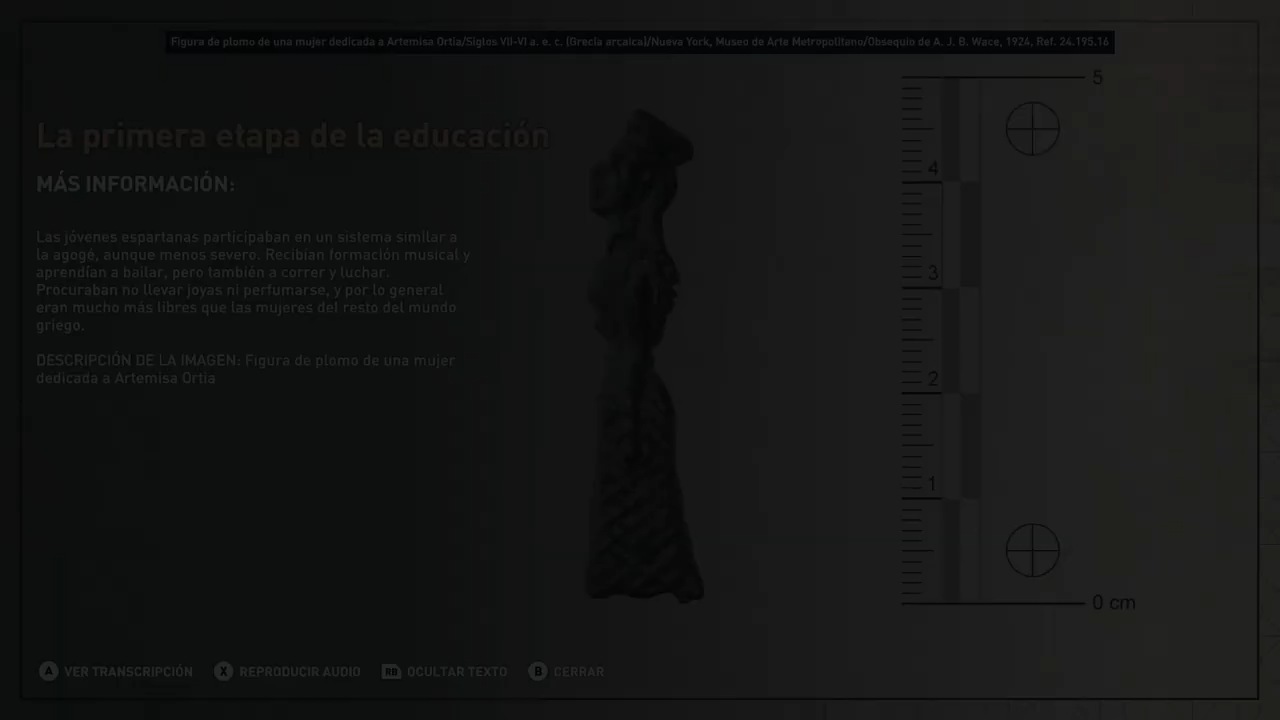 Figura de plomo de una mujer dedicada a Artemisa Ortia/Siglos VII-VI a. e. c. (Grecia arcaica)/Nueva York, Museo de Arte Metropolitano/Obsequio de A. J. B. Wace, 1924, Ref. 24.195.16
La primera etapa de la educación
MÁS INFORMACIÓN:
Las jóvenes espartanas participaban en un sistema similar a
la agogé, aunque menos severo. Recibían formación musical y
aprendían a bailar, pero también a correr y luchar.
Procuraban no llevar joyas ni perfumarse, y por lo general
eran mucho más libres que las mujeres del resto del mundo
griego.
DESCRIPCIÓN DE LA IMAGEN: Figura de plomo de una mujer
dedicada a Artemisa Ortia
5
4
3
2
1
0 cm
A VER TRANSCRIPCIÓN X REPRODUCIR AUDIO RB OCULTAR TEXTO B CERRAR